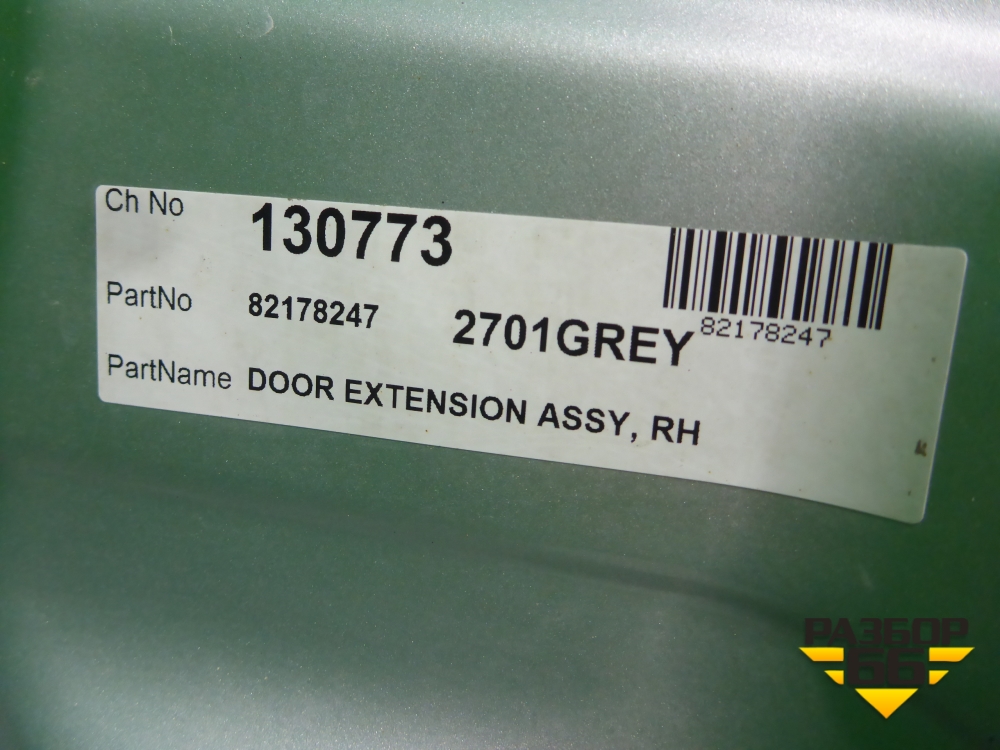 Ch No 130773
PartNo 82178247 2701GREY 82178247
PartName DOOR EXTENSION ASSY, RH
РАЗБОР
66